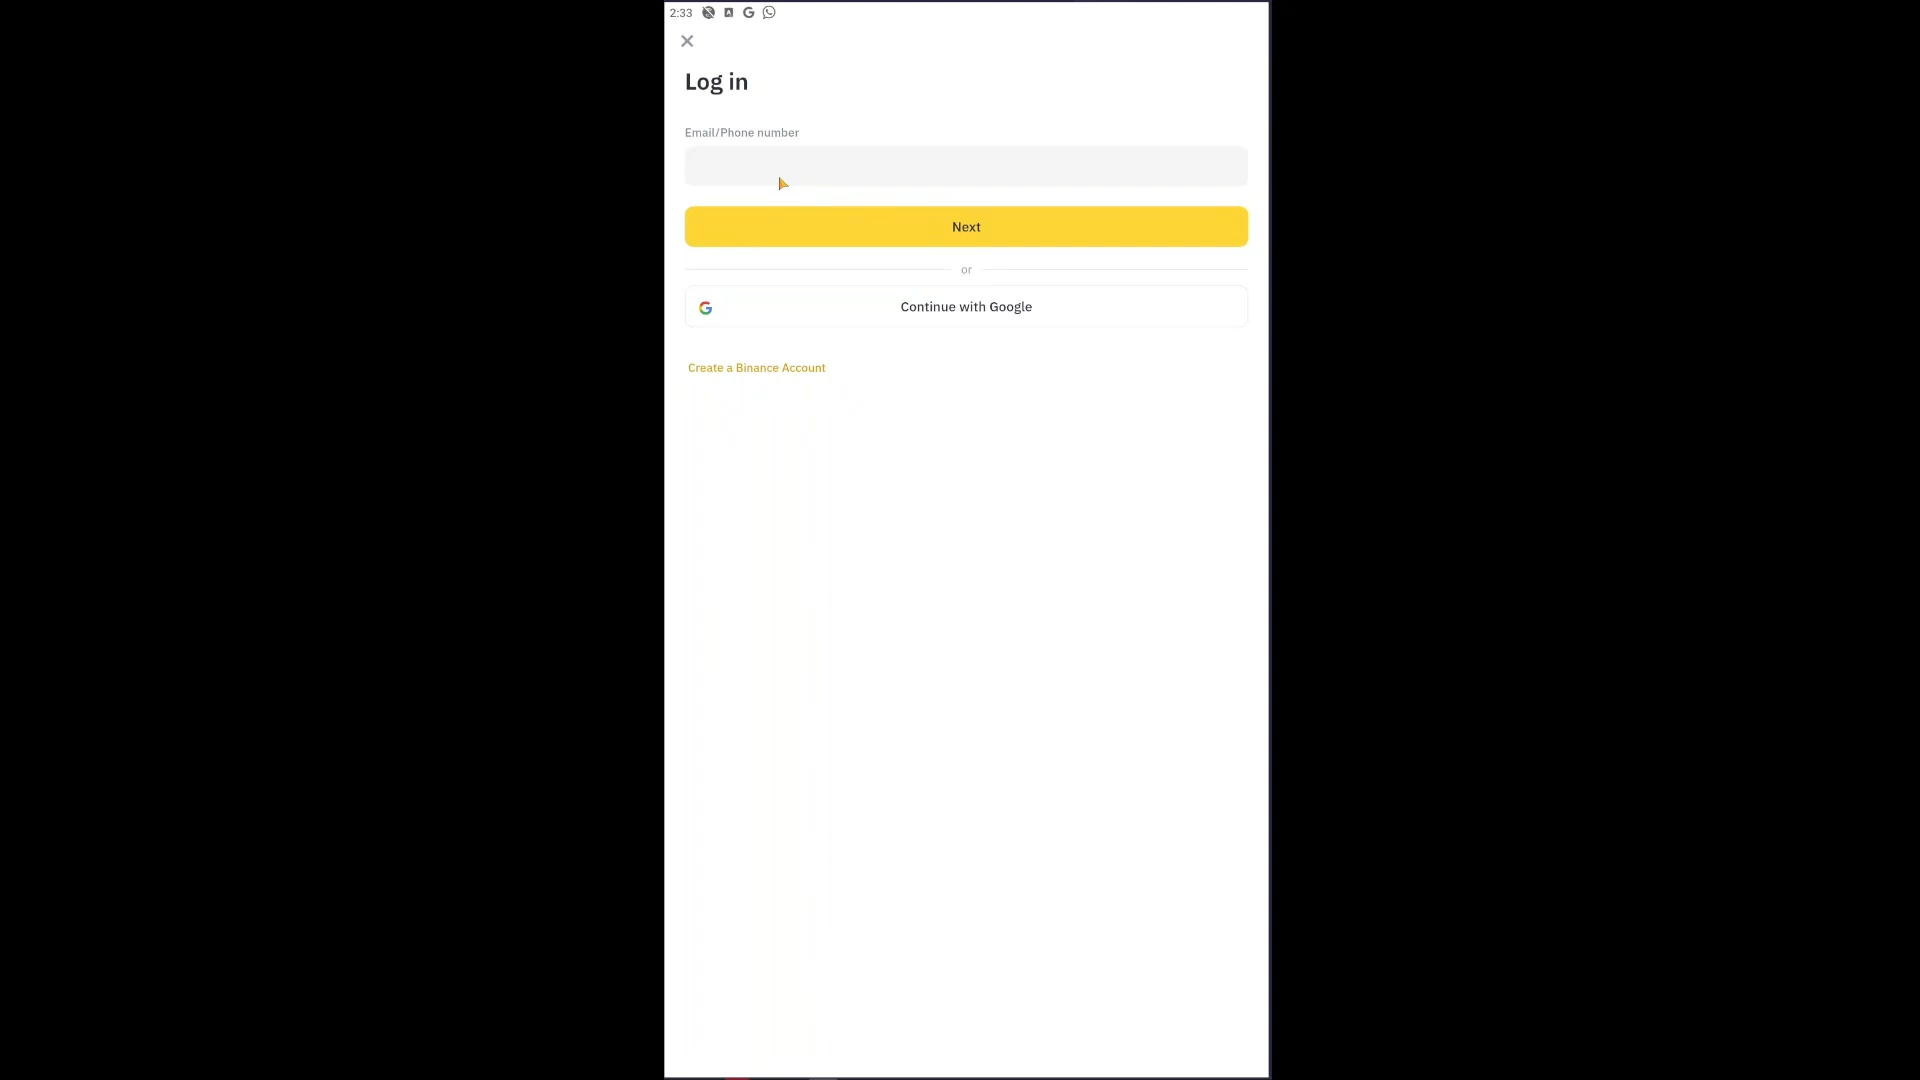 2:33
Log in
Email/Phone number
Next
or
Continue with Google
Create a Binance Account